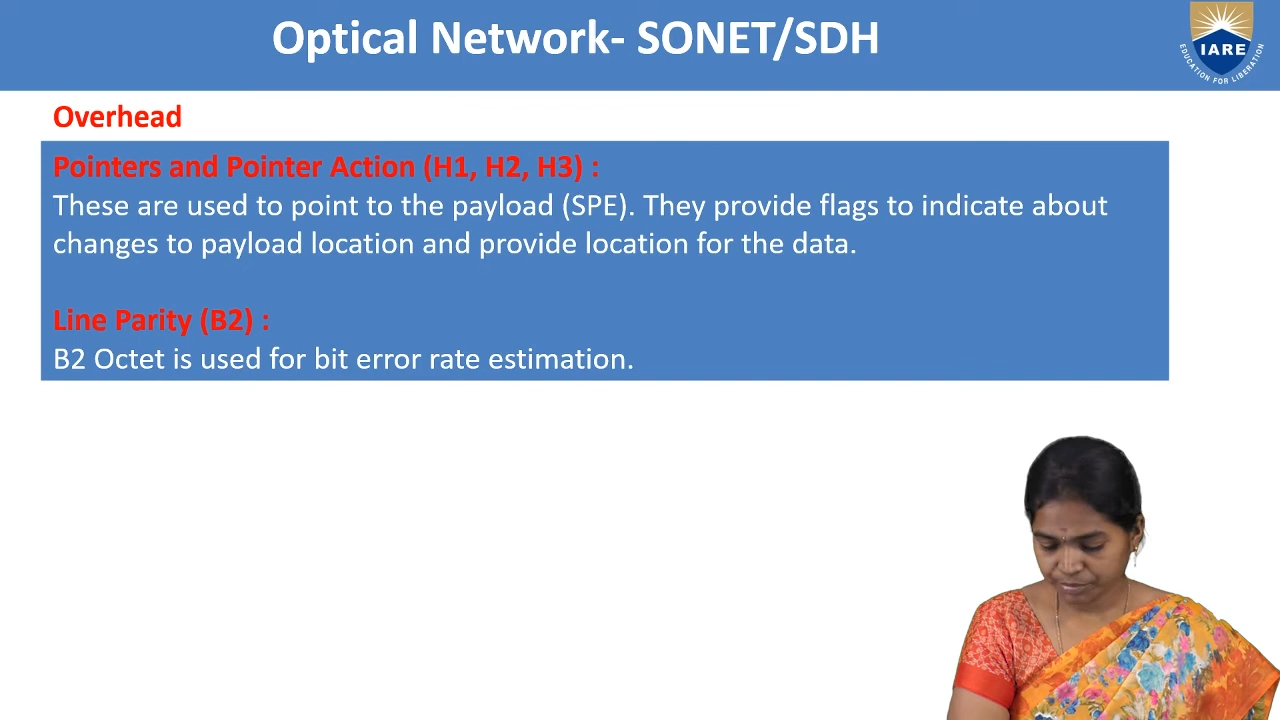 Optical Network- SONET/SDH
IARE
EDUCATION FOR LIBERATION
Overhead
Pointers and Pointer Action (H1, H2, H3) :
These are used to point to the payload (SPE). They provide flags to indicate about
changes to payload location and provide location for the data.
Line Parity (B2) :
B2 Octet is used for bit error rate estimation.